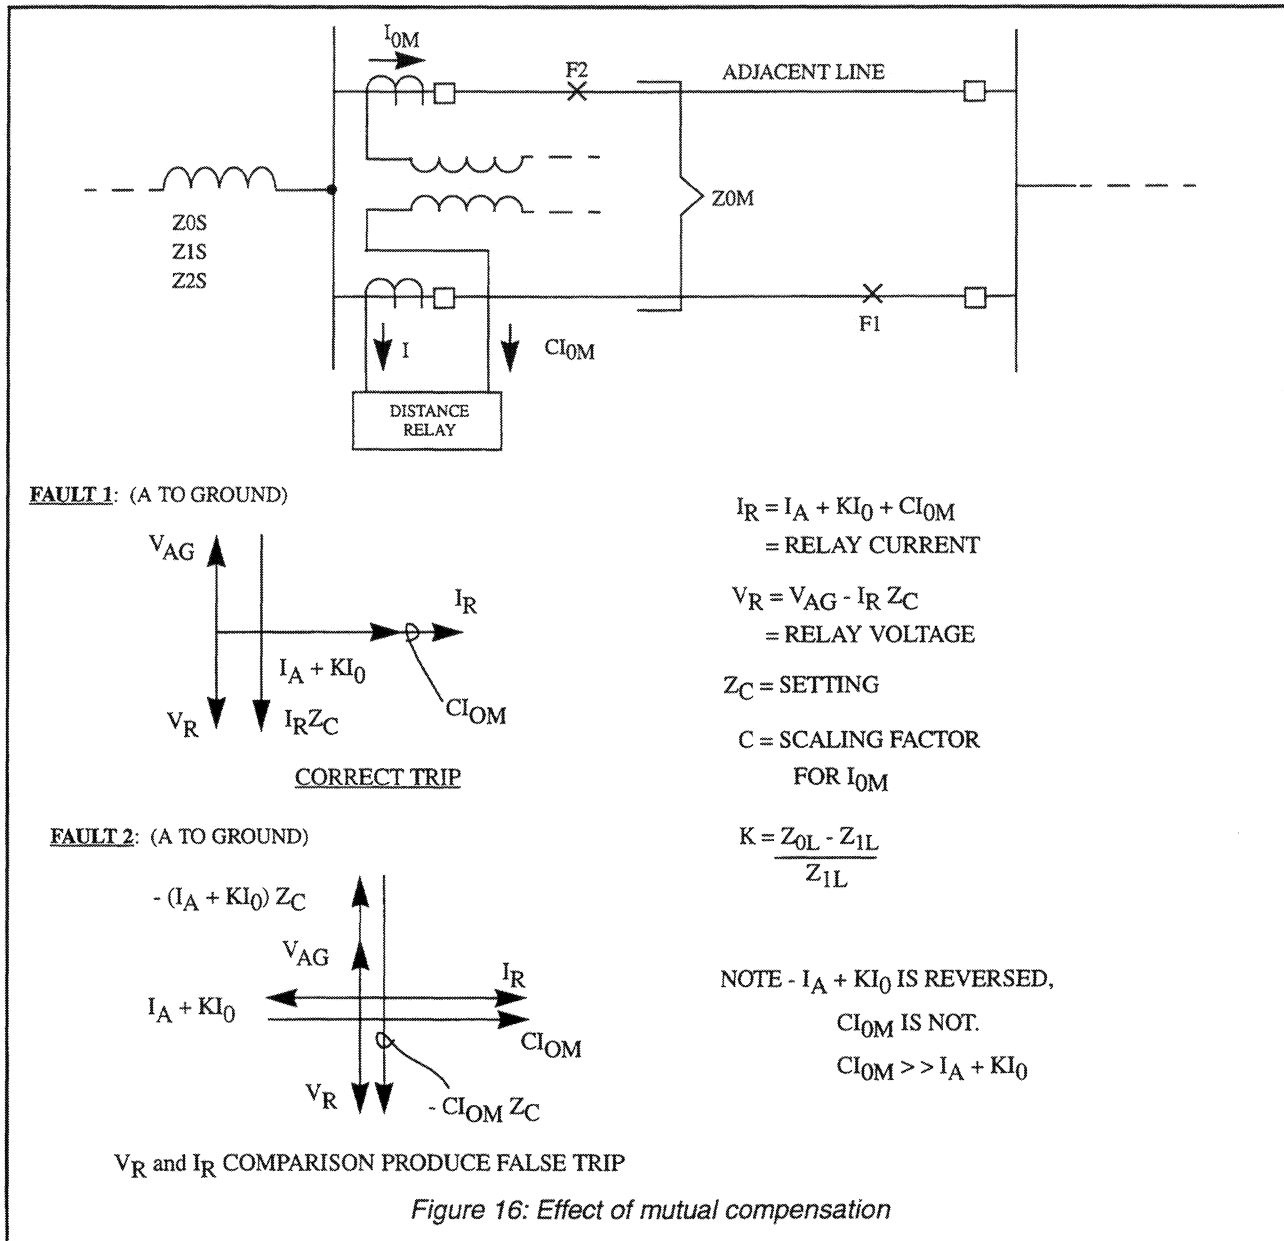 I0M
F2
ADJACENT LINE
Z0S
Z1S
Z2S
Z0M
F1
I
CI0M
DISTANCE
RELAY
FAULT 1: (A TO GROUND)
VAG
IR
IA + KI0
VR
IRZC
CIOM
CORRECT TRIP
IR = IA + KI0 + CI0M
= RELAY CURRENT
VR = VAG - IR ZC
= RELAY VOLTAGE
ZC = SETTING
C = SCALING FACTOR
FOR I0M
K = Z0L - Z1L
Z1L
FAULT 2: (A TO GROUND)
- (IA + KI0) ZC
VAG
IR
IA + KI0
CIOM
VR
- CIOM ZC
NOTE - IA + KI0 IS REVERSED,
CI0M IS NOT.
CI0M >> IA + KI0
VR and IR COMPARISON PRODUCE FALSE TRIP
Figure 16: Effect of mutual compensation